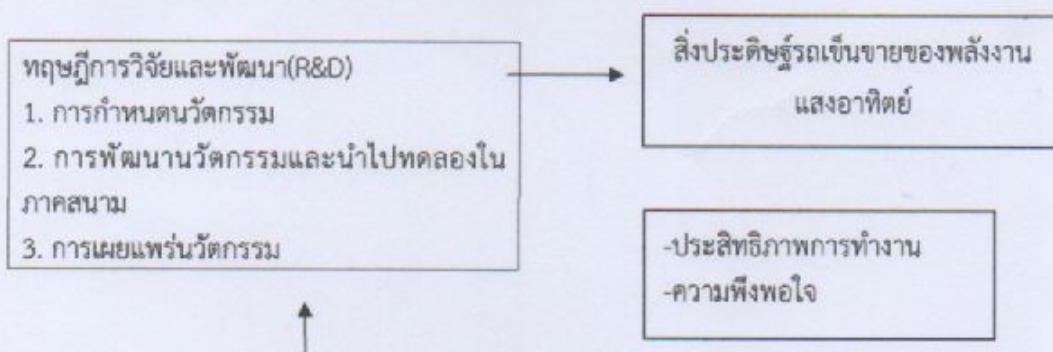 ทฤษฎีการวิจัยและพัฒนา(R&D)
1. การกำหนดนวัตกรรม
2. การพัฒนานวัตกรรมและนำไปทดลองใน
ภาคสนาม
3. การเผยแพร่นวัตกรรม
สิ่งประดิษฐ์รถเข็นขายของพลังงาน
แสงอาทิตย์
-ประสิทธิภาพการทำงาน
-ความพึงพอใจ